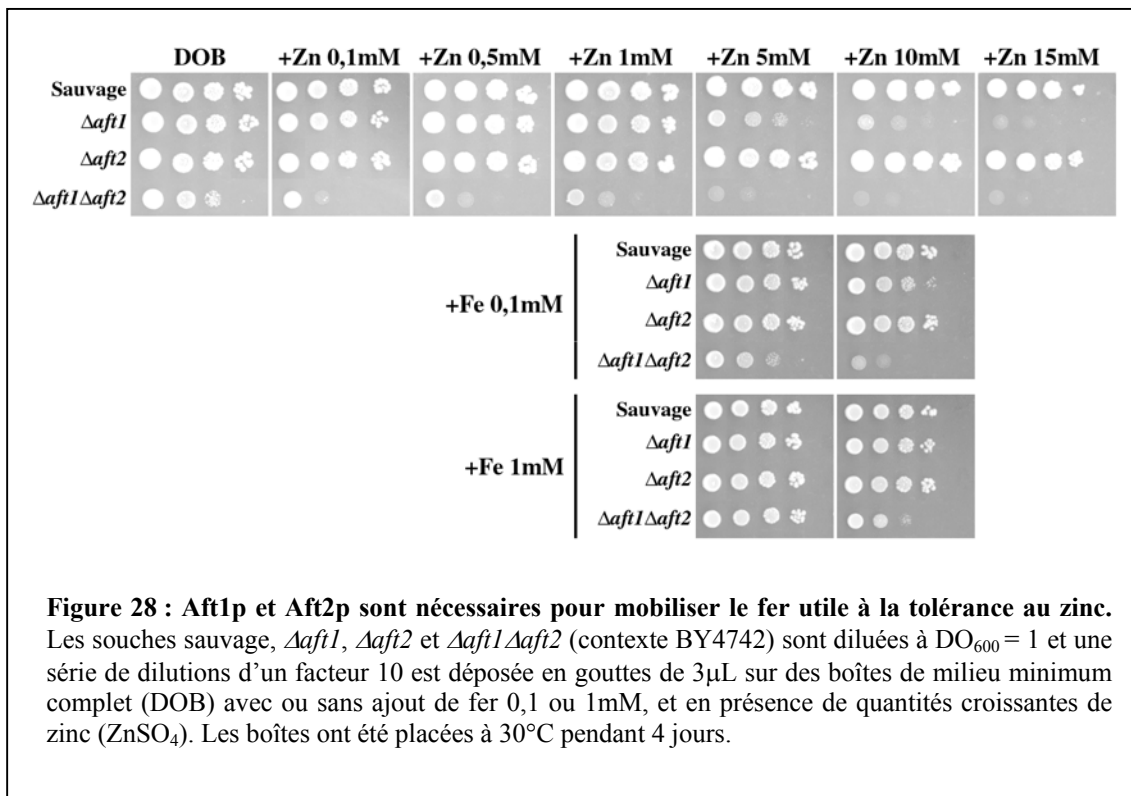 DOB +Zn 0,1mM +Zn 0,5mM +Zn 1mM +Zn 5mM +Zn 10mM +Zn 15mM
Sauvage
Δaft1
Δaft2
Δaft1Δaft2
+Fe 0,1mM
Sauvage
Δaft1
Δaft2
Δaft1Δaft2
+Fe 1mM
Sauvage
Δaft1
Δaft2
Δaft1Δaft2
Figure 28 : Aft1p et Aft2p sont nécessaires pour mobiliser le fer utile à la tolérance au zinc.
Les souches sauvage, Δaft1, Δaft2 et Δaft1Δaft2 (contexte BY4742) sont diluées à DO₆₀₀ = 1 et une
série de dilutions d’un facteur 10 est déposée en gouttes de 3μL sur des boîtes de milieu minimum
complet (DOB) avec ou sans ajout de fer 0,1 ou 1mM, et en présence de quantités croissantes de
zinc (ZnSO₄). Les boîtes ont été placées à 30°C pendant 4 jours.